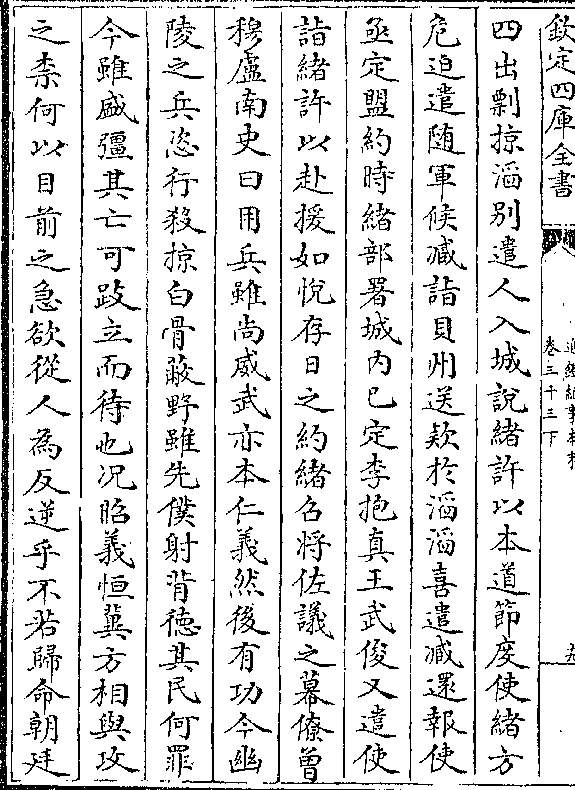 欽定四庫全書
通鑑紀事本末
卷三十三下
四出剽掠滔别遣人入城說緒許以本道節度使緒方
危迫遣随軍候臧詣貝州送欵於滔滔喜遣臧還報使
亟定盟約時緒部署城内已定李抱真王武俊又遣使
詣緒許以赴援如悅存日之約緒召将佐議之幕僚曾
穆盧南史曰用兵雖尚威武亦本仁義然後有功今幽
陵之兵恣行殺掠白骨蔽野雖先僕射背徳其民何罪
今雖盛彊其亡可跂立而待也况昭義恒冀方相與攻
之柰何以目前之急欲從人為反逆乎不若歸命朝廷